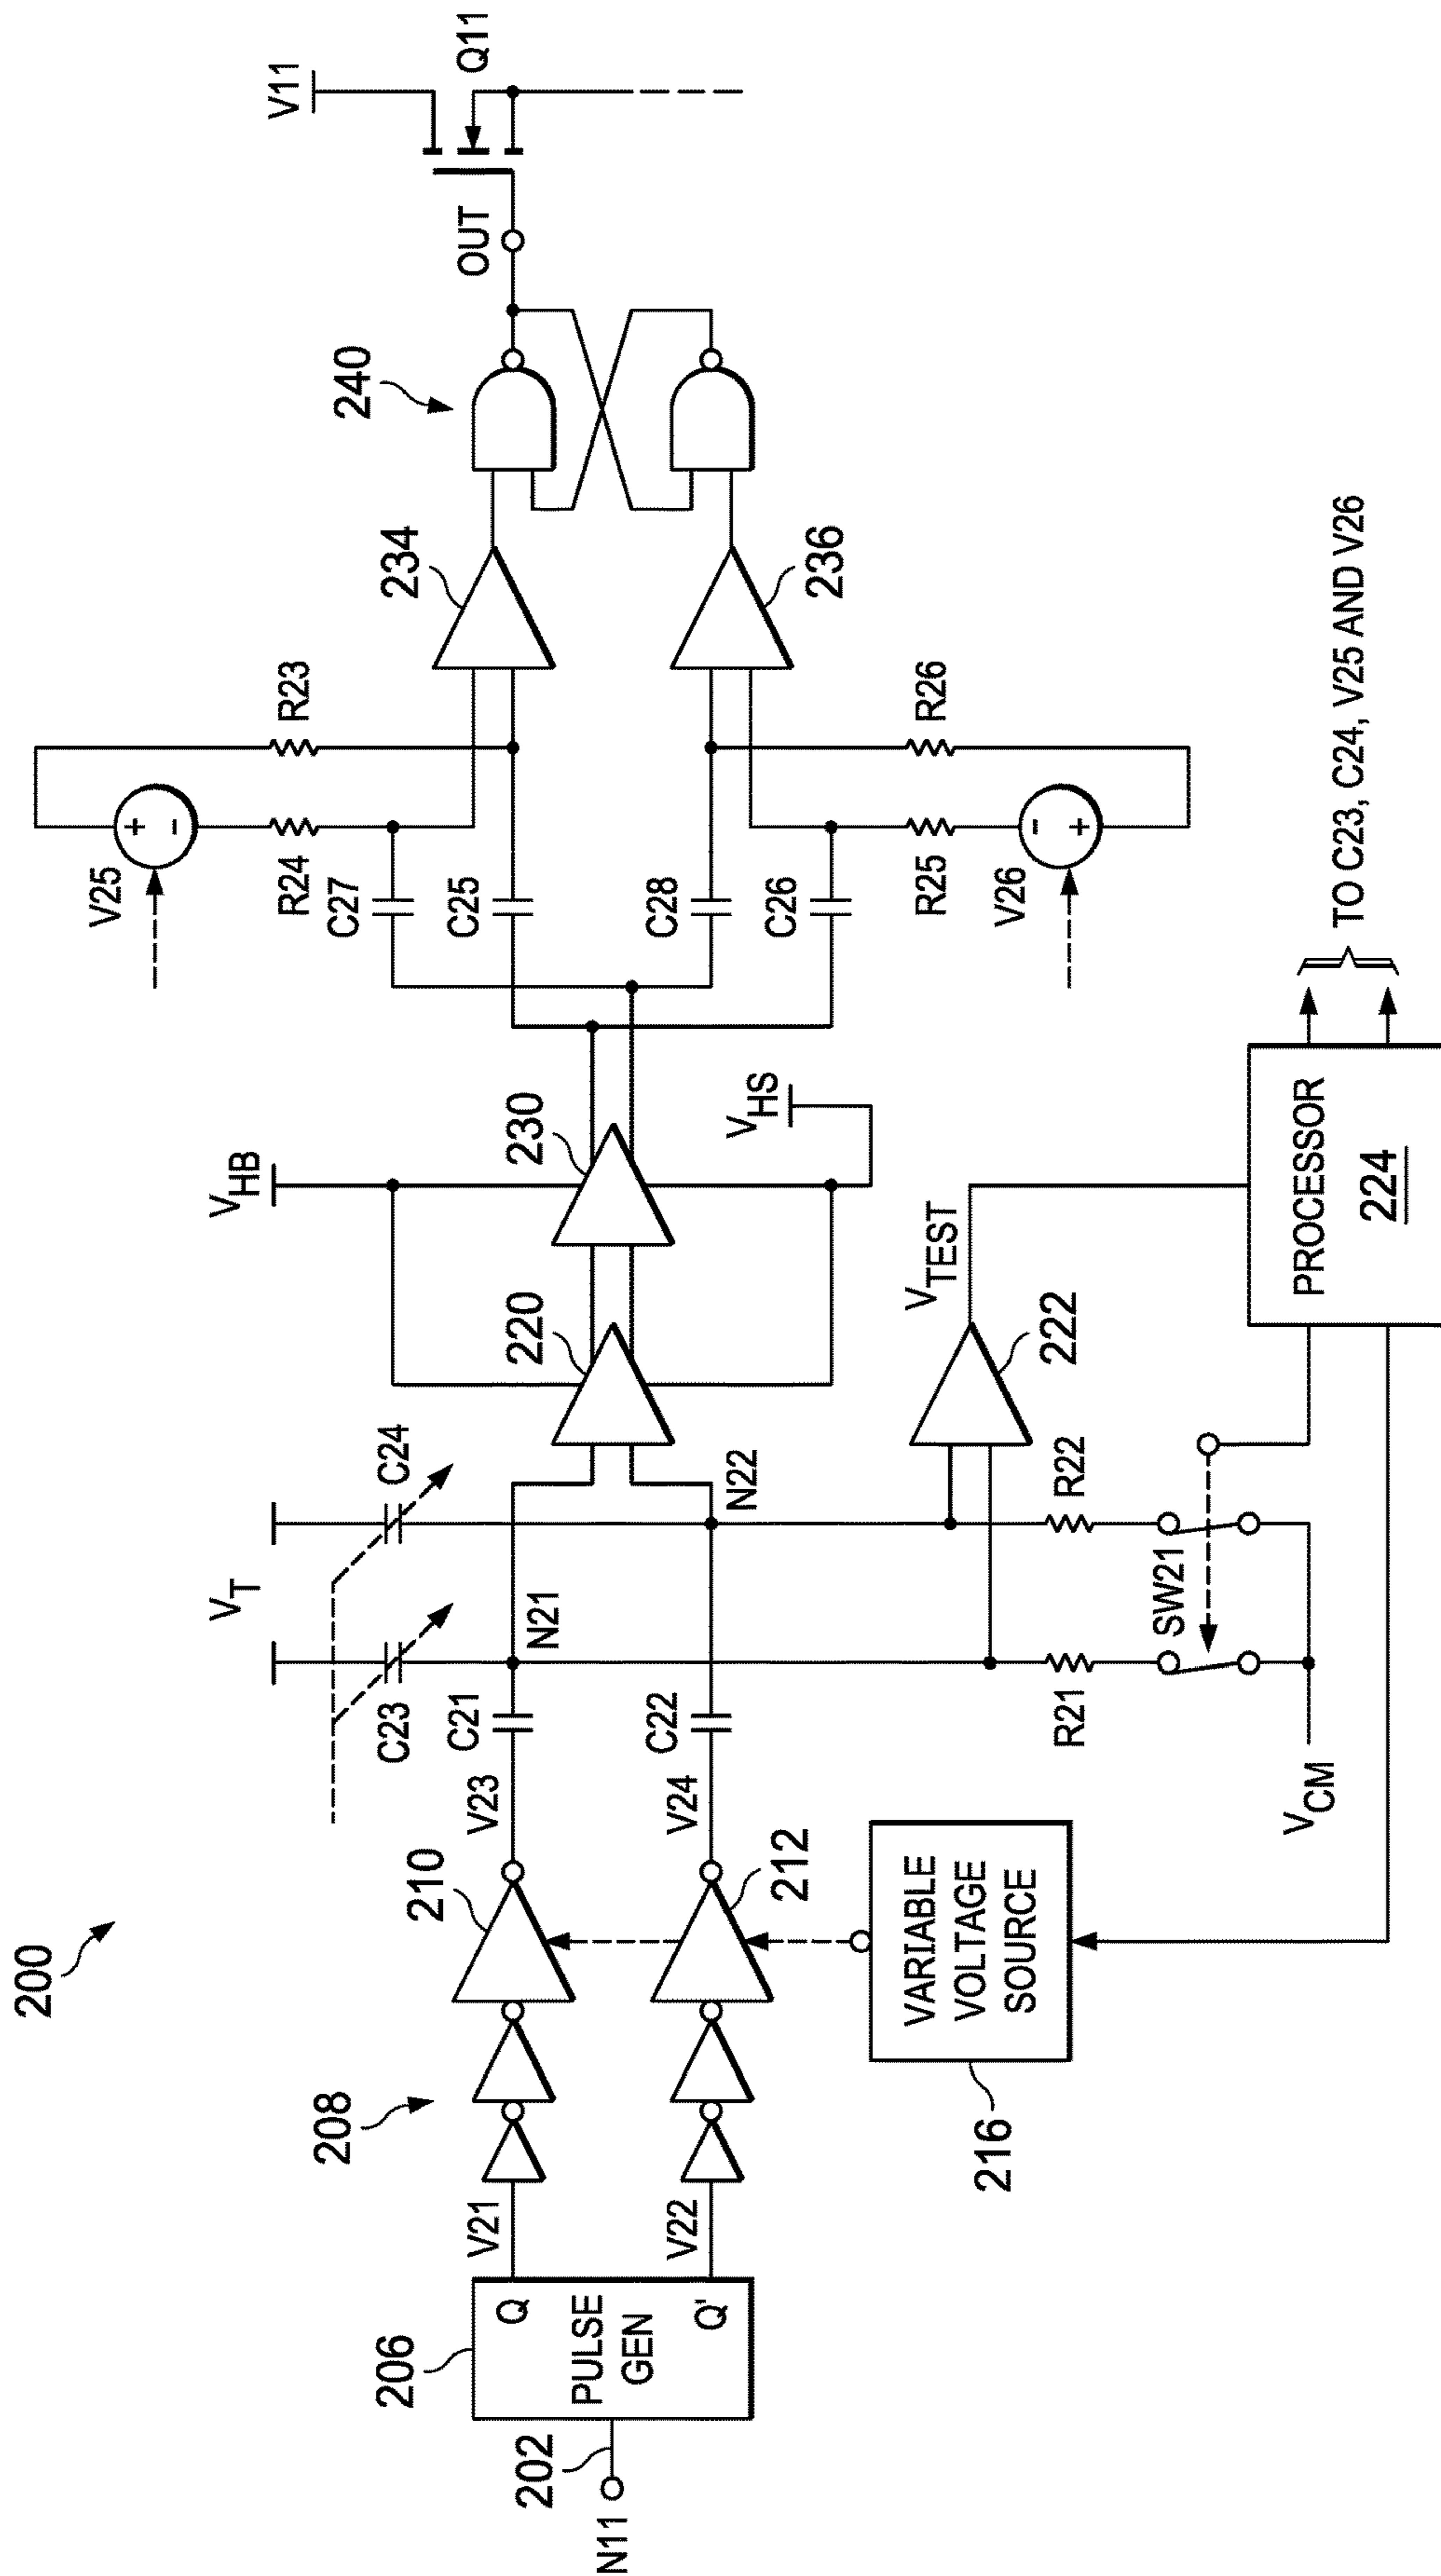 200
N11
202
206
Q
PULSE
GEN
Q'
V21
V22
208
210
212
216
VARIABLE
VOLTAGE
SOURCE
V23
V24
C21
C22
C23
C24
VT
N21
N22
R21
R22
SW21
VCM
220
222
VTEST
PROCESSOR
224
TO C23, C24, V25 AND V26
VHB
230
VHS
C27
C25
C28
C26
V25
+
-
R24
R23
R25
R26
V26
-
+
234
236
240
OUT
V11
Q11